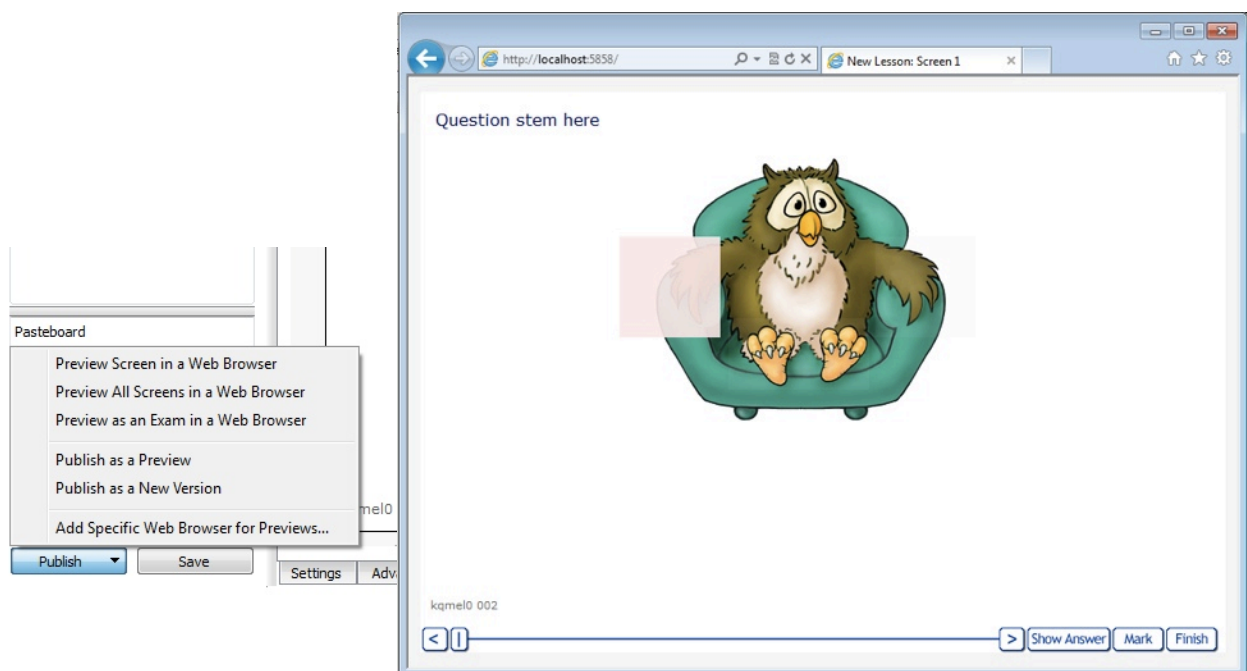 Pasteboard
Preview Screen in a Web Browser
Preview All Screens in a Web Browser
Preview as an Exam in a Web Browser
Publish as a Preview
Publish as a New Version
Add Specific Web Browser for Previews...
mel0
Publish
Save
Settings
Adv
http://localhost:5858/
New Lesson: Screen 1
Question stem here
kqmel0 002
< | > Show Answer Mark Finish